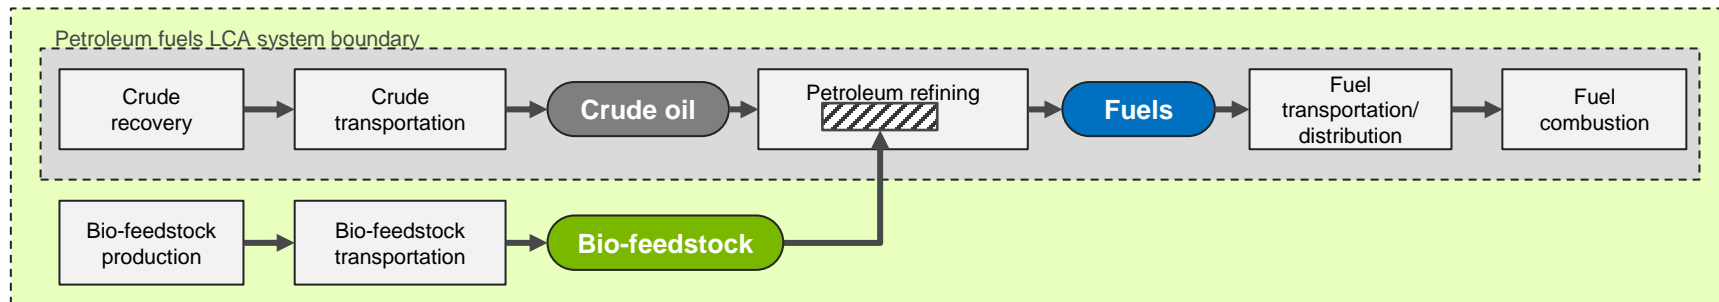 Petroleum fuels LCA system boundary
Crude
recovery
Crude
transportation
Crude oil
Petroleum refining
Fuels
Fuel
transportation/
distribution
Fuel
combustion
Bio-feedstock
production
Bio-feedstock
transportation
Bio-feedstock